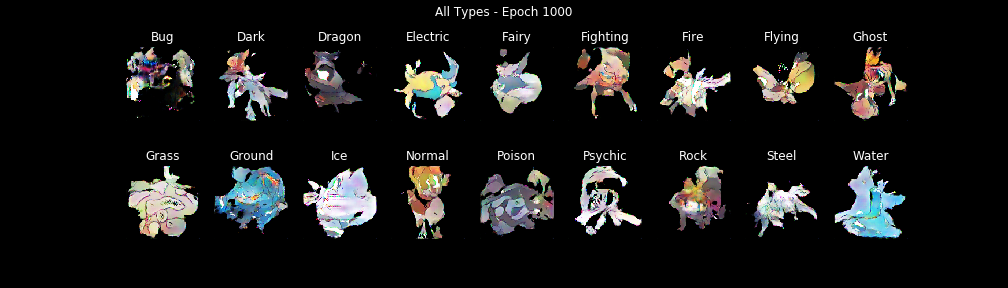 All Types - Epoch 1000
Bug Dark Dragon Electric Fairy Fighting Fire Flying Ghost
Grass Ground Ice Normal Poison Psychic Rock Steel Water